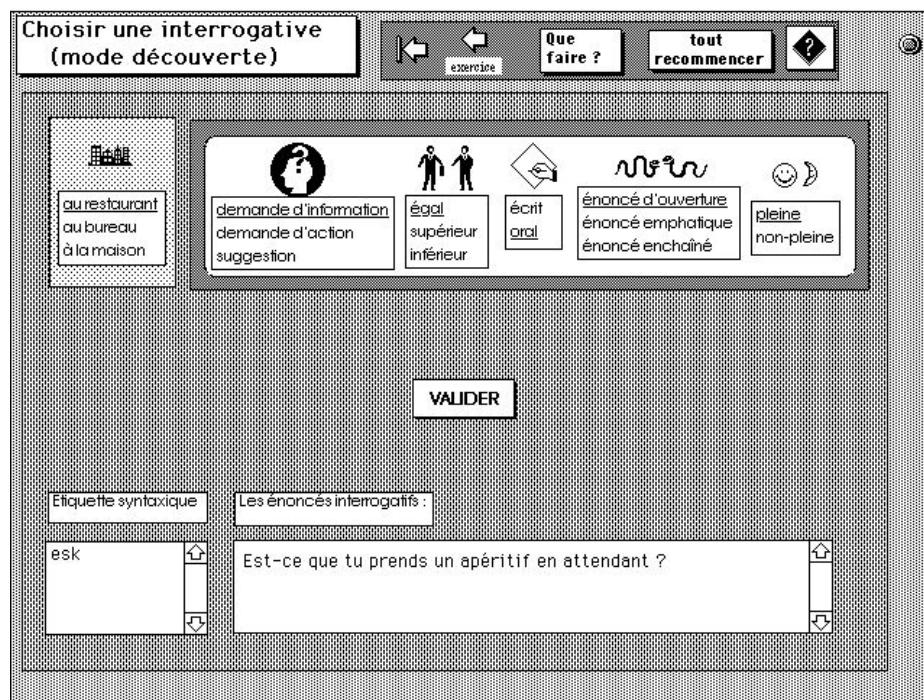 Choisir une interrogative
(mode découverte)
exercice
Que
faire ?
tout
recommencer
?
au restaurant
au bureau
à la maison
?
demande d'information
demande d'action
suggestion
égal
supérieur
inférieur
écrit
oral
énoncé d'ouverture
énoncé emphatique
énoncé enchaîné
pleine
non-pleine
VALIDER
Etiquette syntaxique
Les énoncés interrogatifs :
esk
Est-ce que tu prends un apéritif en attendant ?